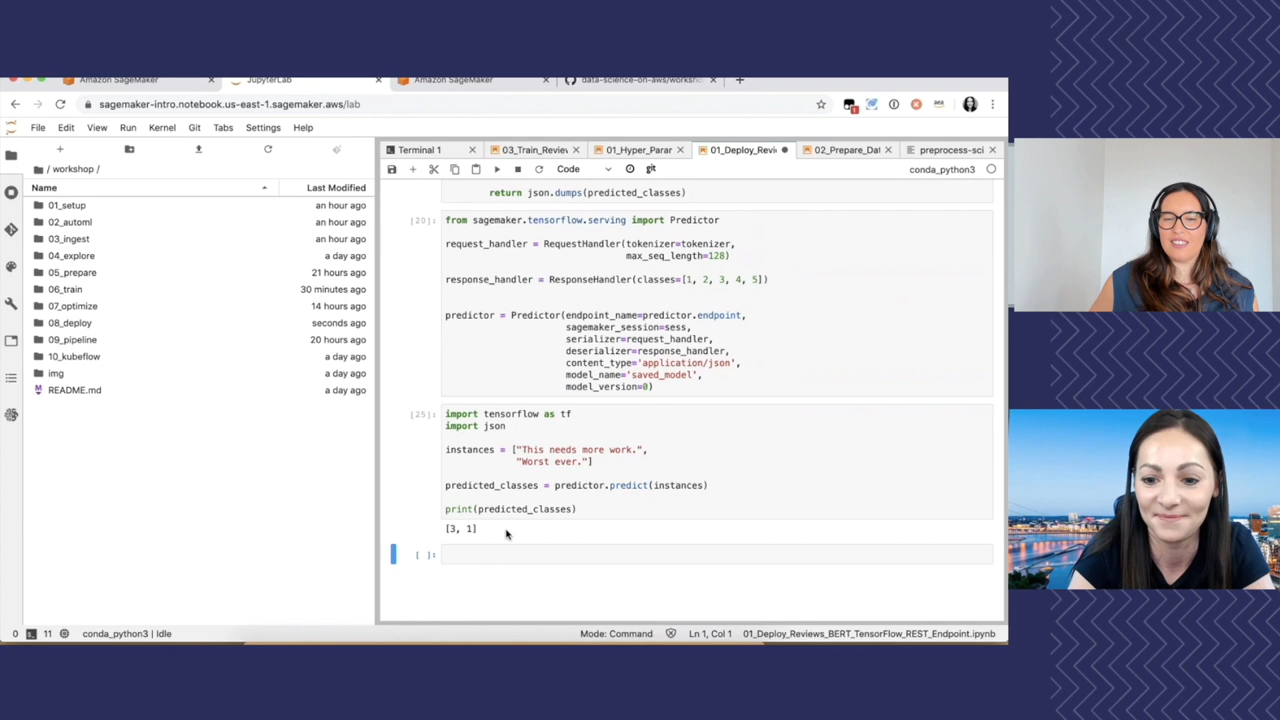 Amazon SageMaker
JupyterLab
Amazon SageMaker
data-science-on-aws/worksho
sagemaker-intro.notebook.us-east-1.sagemaker.aws/lab
File Edit View Run Kernel Git Tabs Settings Help
/ workshop /
Name Last Modified
01_setup an hour ago
02_automl an hour ago
03_ingest an hour ago
04_explore a day ago
05_prepare 21 hours ago
06_train 30 minutes ago
07_optimize 14 hours ago
08_deploy seconds ago
09_pipeline 20 hours ago
10_kubeflow a day ago
img a day ago
README.md a day ago
Terminal 1
03_Train_Review
01_Hyper_Param
01_Deploy_Revi
02_Prepare_Dat
preprocess-sci
Code
git
conda_python3
return json.dumps(predicted_classes)
[20]:
from sagemaker.tensorflow.serving import Predictor
request_handler = RequestHandler(tokenizer=tokenizer,
max_seq_length=128)
response_handler = ResponseHandler(classes=[1, 2, 3, 4, 5])
predictor = Predictor(endpoint_name=predictor.endpoint,
sagemaker_session=sess,
serializer=request_handler,
deserializer=response_handler,
content_type='application/json',
model_name='saved_model',
model_version=0)
[25]:
import tensorflow as tf
import json
instances = ["This needs more work.",
"Worst ever."]
predicted_classes = predictor.predict(instances)
print(predicted_classes)
[3, 1]
[ ]:
0 11 conda_python3 | Idle
Mode: Command Ln 1, Col 1 01_Deploy_Reviews_BERT_TensorFlow_REST_Endpoint.ipynb